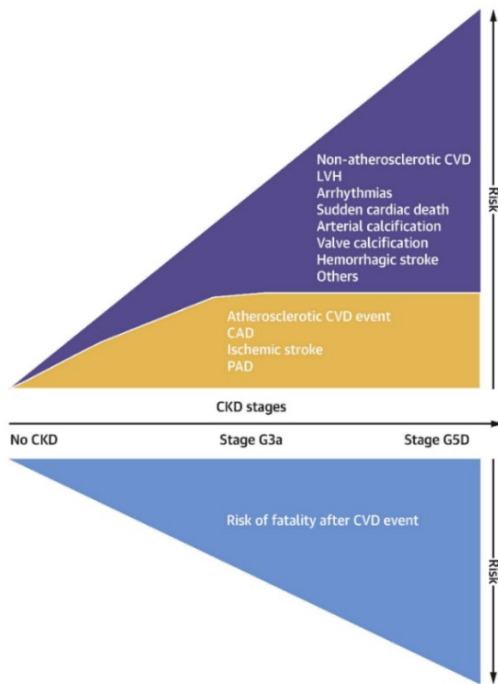 Non-atherosclerotic CVD
LVH
Arrhythmias
Sudden cardiac death
Arterial calcification
Valve calcification
Hemorrhagic stroke
Others
Risk
Atherosclerotic CVD event
CAD
Ischemic stroke
PAD
CKD stages
No CKD
Stage G3a
Stage G5D
Risk of fatality after CVD event
Risk